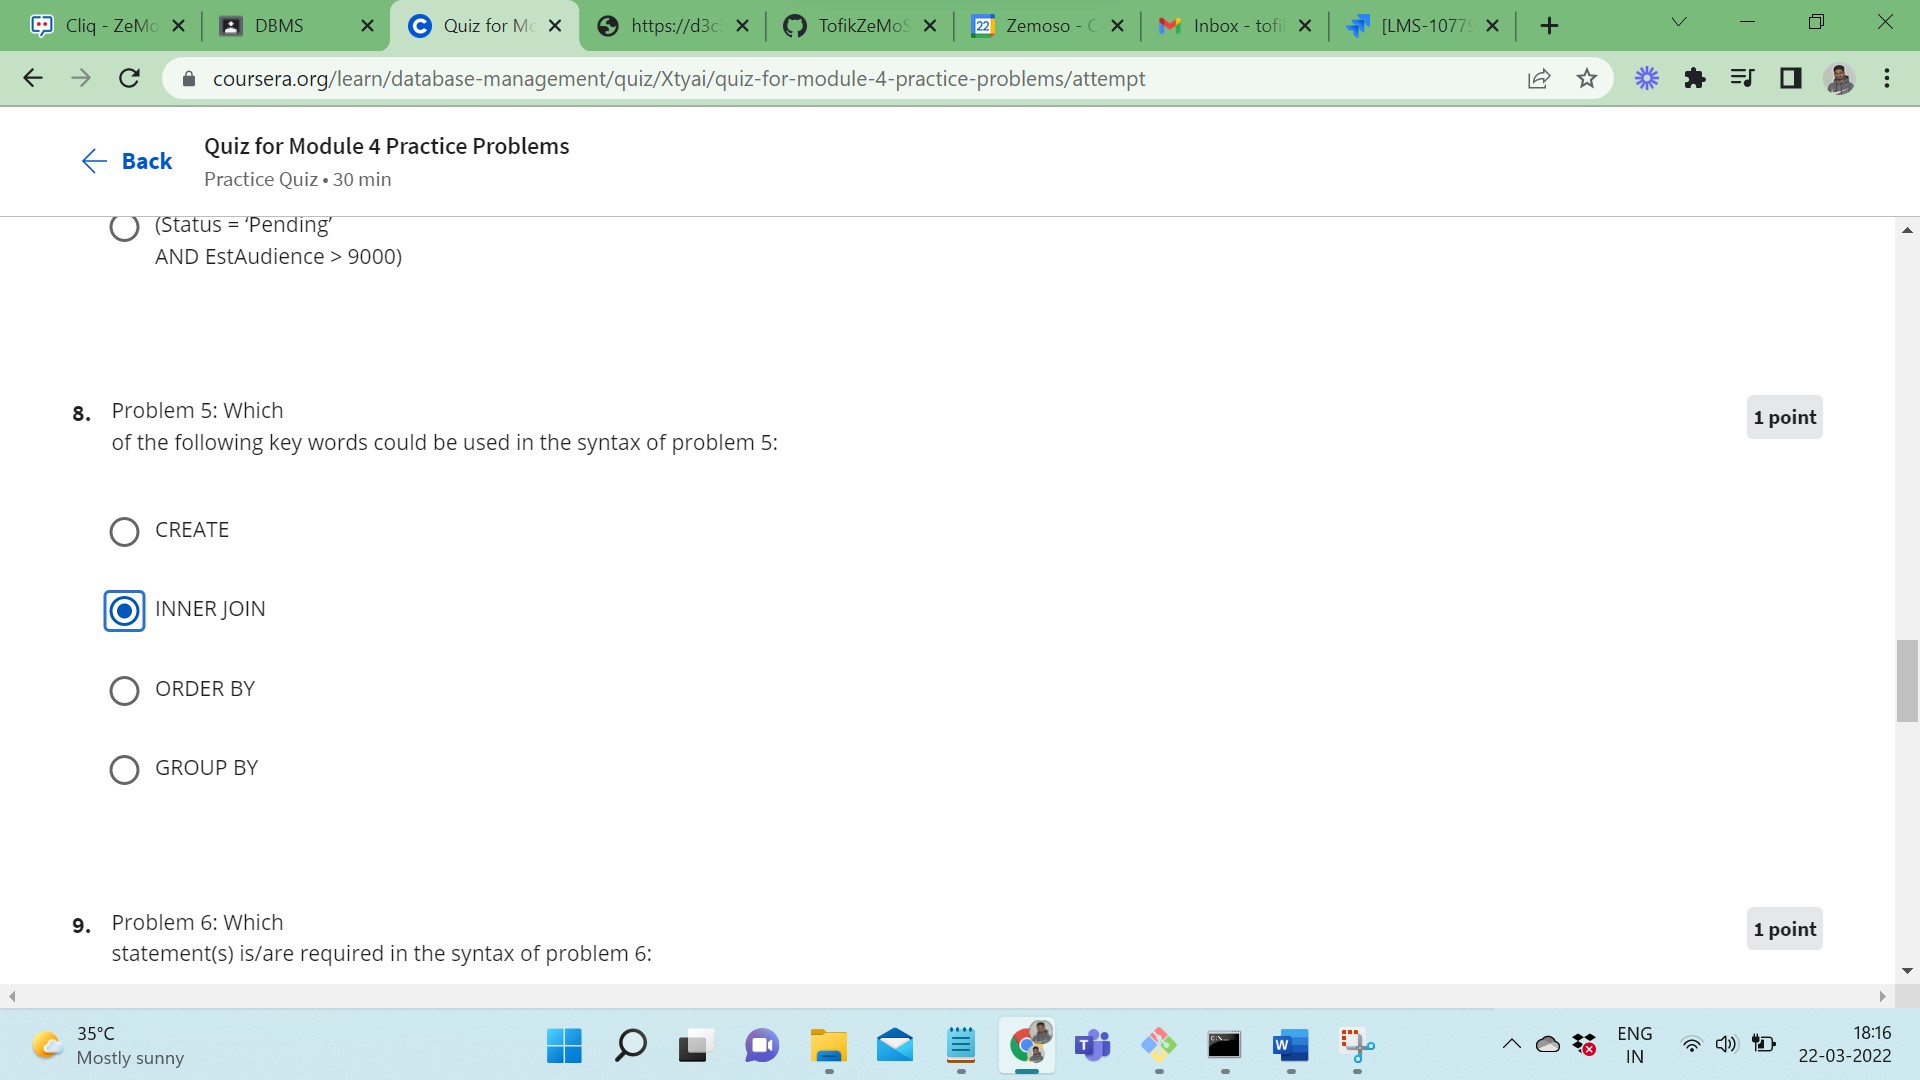 Cliq - ZeMo
DBMS
Quiz for Mo
https://d3c
TofikZeMoS
22
Zemoso - C
Inbox - tofi
[LMS-10779
coursera.org/learn/database-management/quiz/Xtyai/quiz-for-module-4-practice-problems/attempt
Back
Quiz for Module 4 Practice Problems
Practice Quiz • 30 min
(Status = ‘Pending’
AND EstAudience > 9000)
8.
Problem 5: Which
of the following key words could be used in the syntax of problem 5:
1 point
CREATE
INNER JOIN
ORDER BY
GROUP BY
9.
Problem 6: Which
statement(s) is/are required in the syntax of problem 6:
1 point
35°C
Mostly sunny
ENG
IN
18:16
22-03-2022